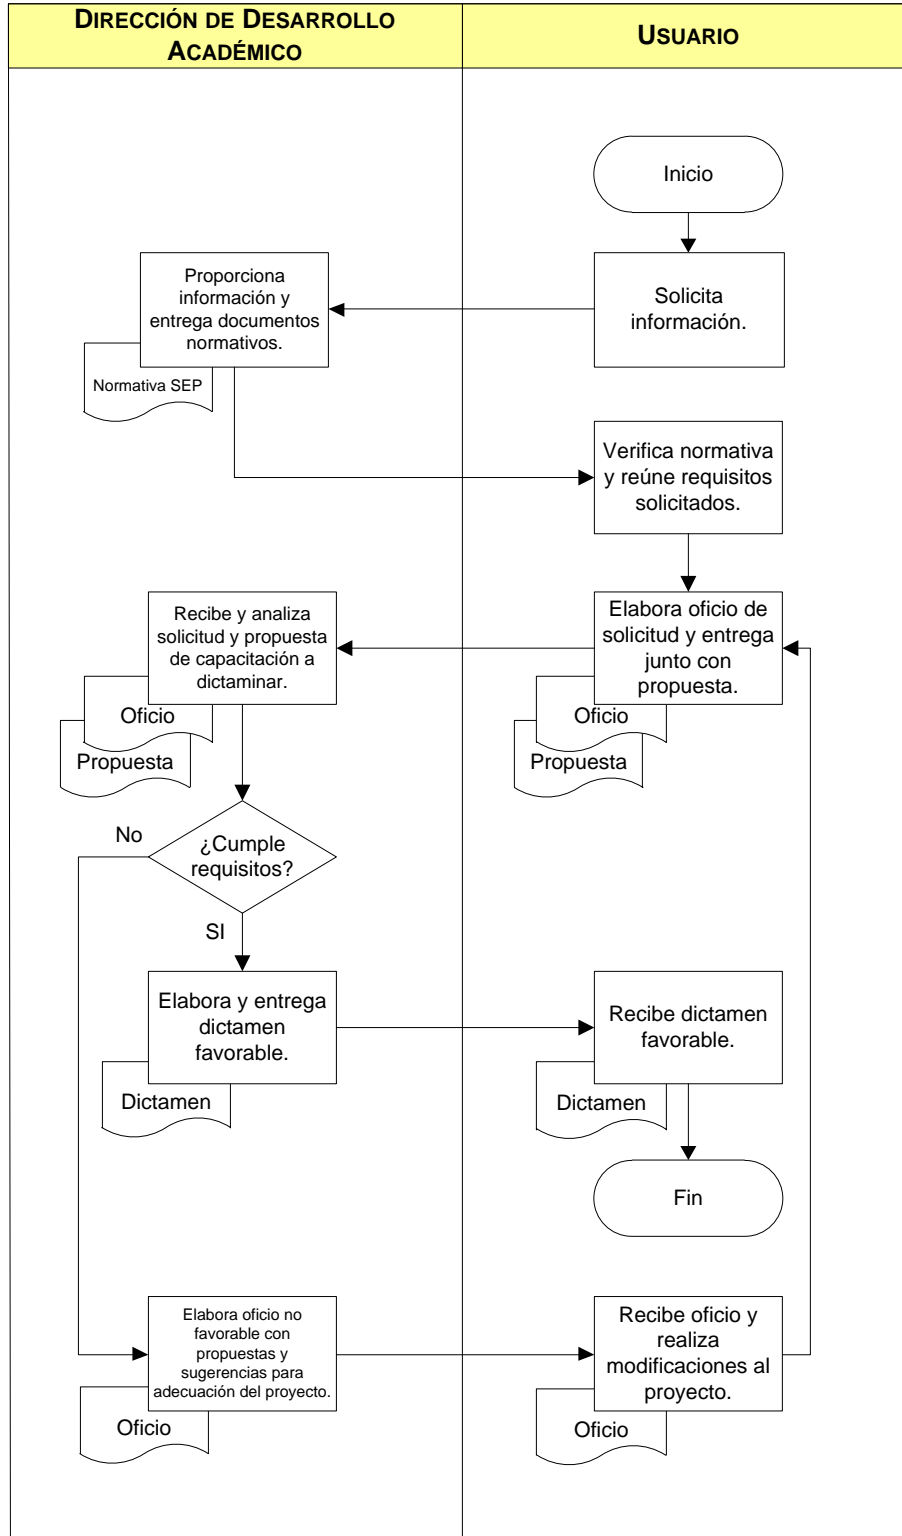 DIRECCIÓN DE DESARROLLO
ACADÉMICO
USUARIO
Inicio
Solicita
información.
Proporciona
información y
entrega documentos
normativos.
Normativa SEP
Verifica normativa
y reúne requisitos
solicitados.
Elabora oficio de
solicitud y entrega
junto con
propuesta.
Oficio
Propuesta
Recibe y analiza
solicitud y propuesta
de capacitación a
dictaminar.
Oficio
Propuesta
¿Cumple
requisitos?
No
SI
Elabora y entrega
dictamen
favorable.
Dictamen
Recibe dictamen
favorable.
Dictamen
Fin
Elabora oficio no
favorable con
propuestas y
sugerencias para
adecuación del proyecto.
Oficio
Recibe oficio y
realiza
modificaciones al
proyecto.
Oficio